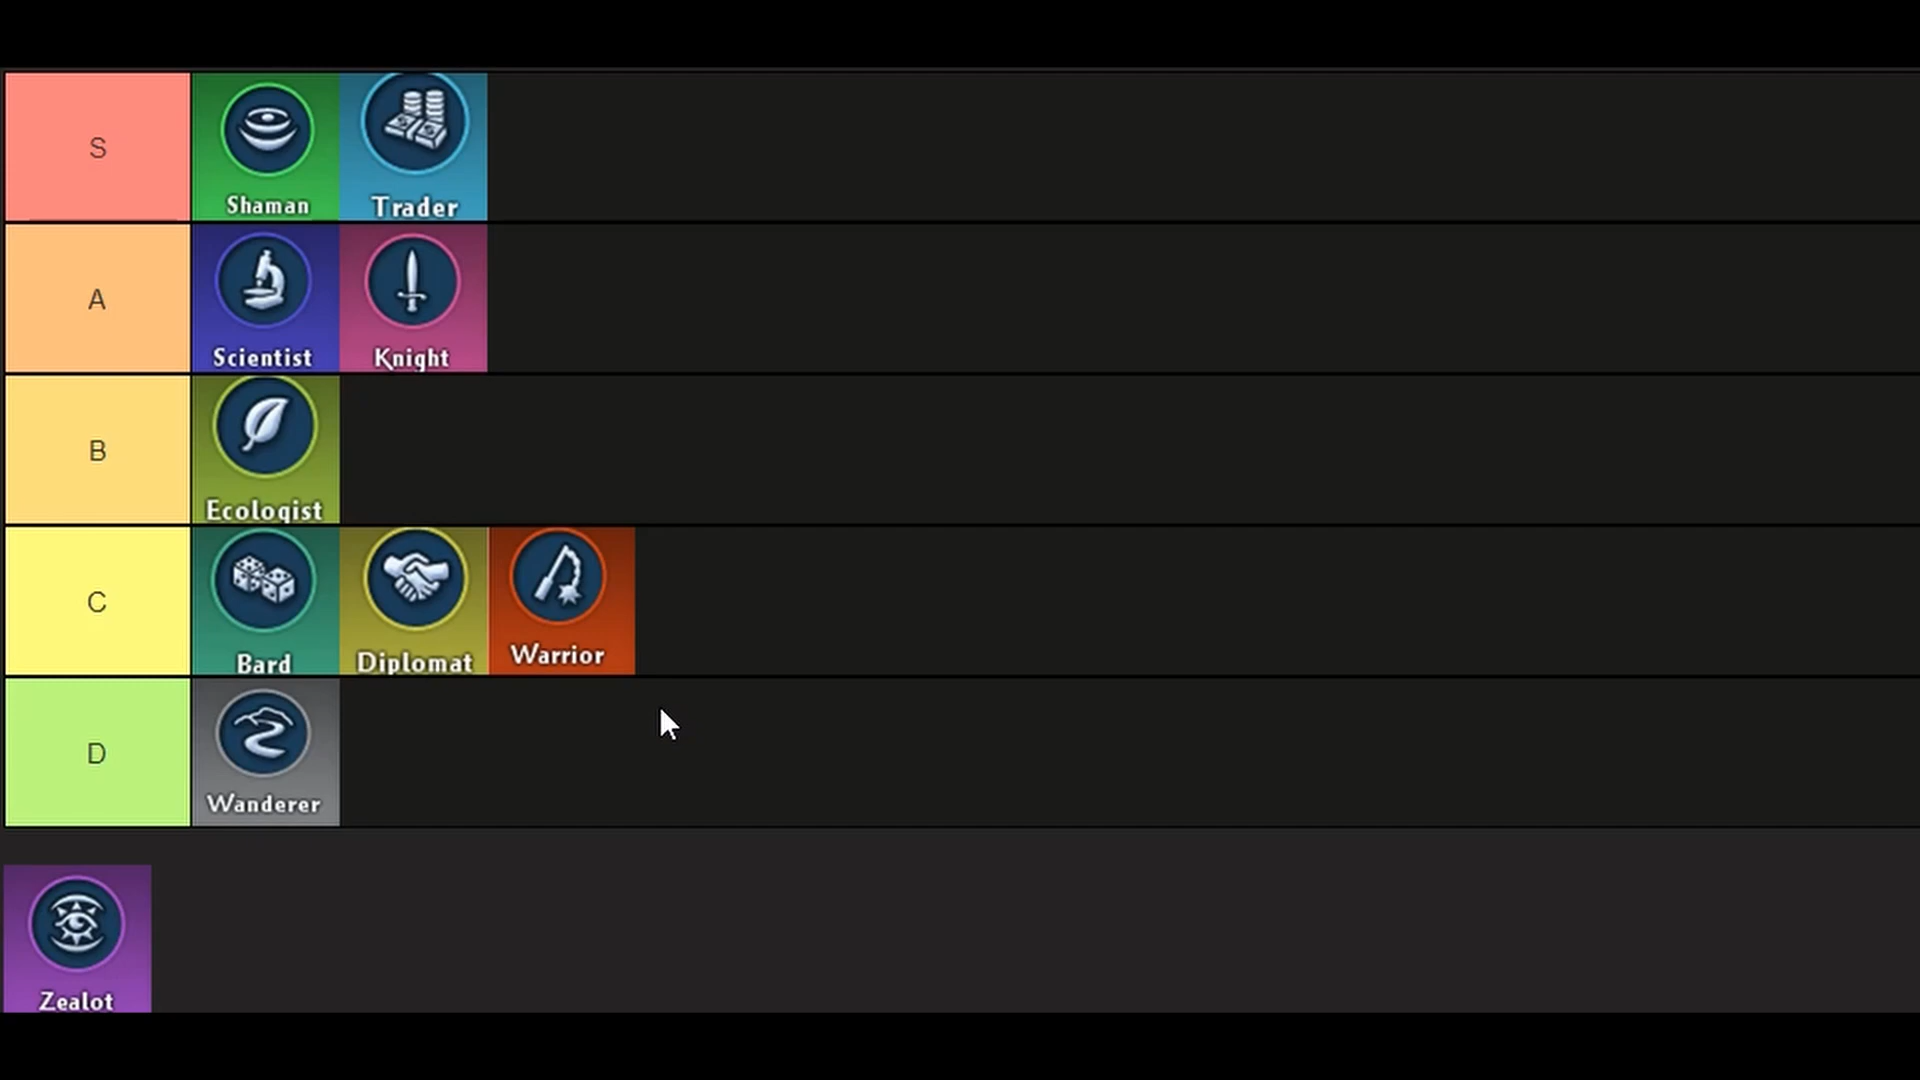 S
Shaman
Trader
A
Scientist
Knight
B
Ecologist
C
Bard
Diplomat
Warrior
D
Wanderer
Zealot